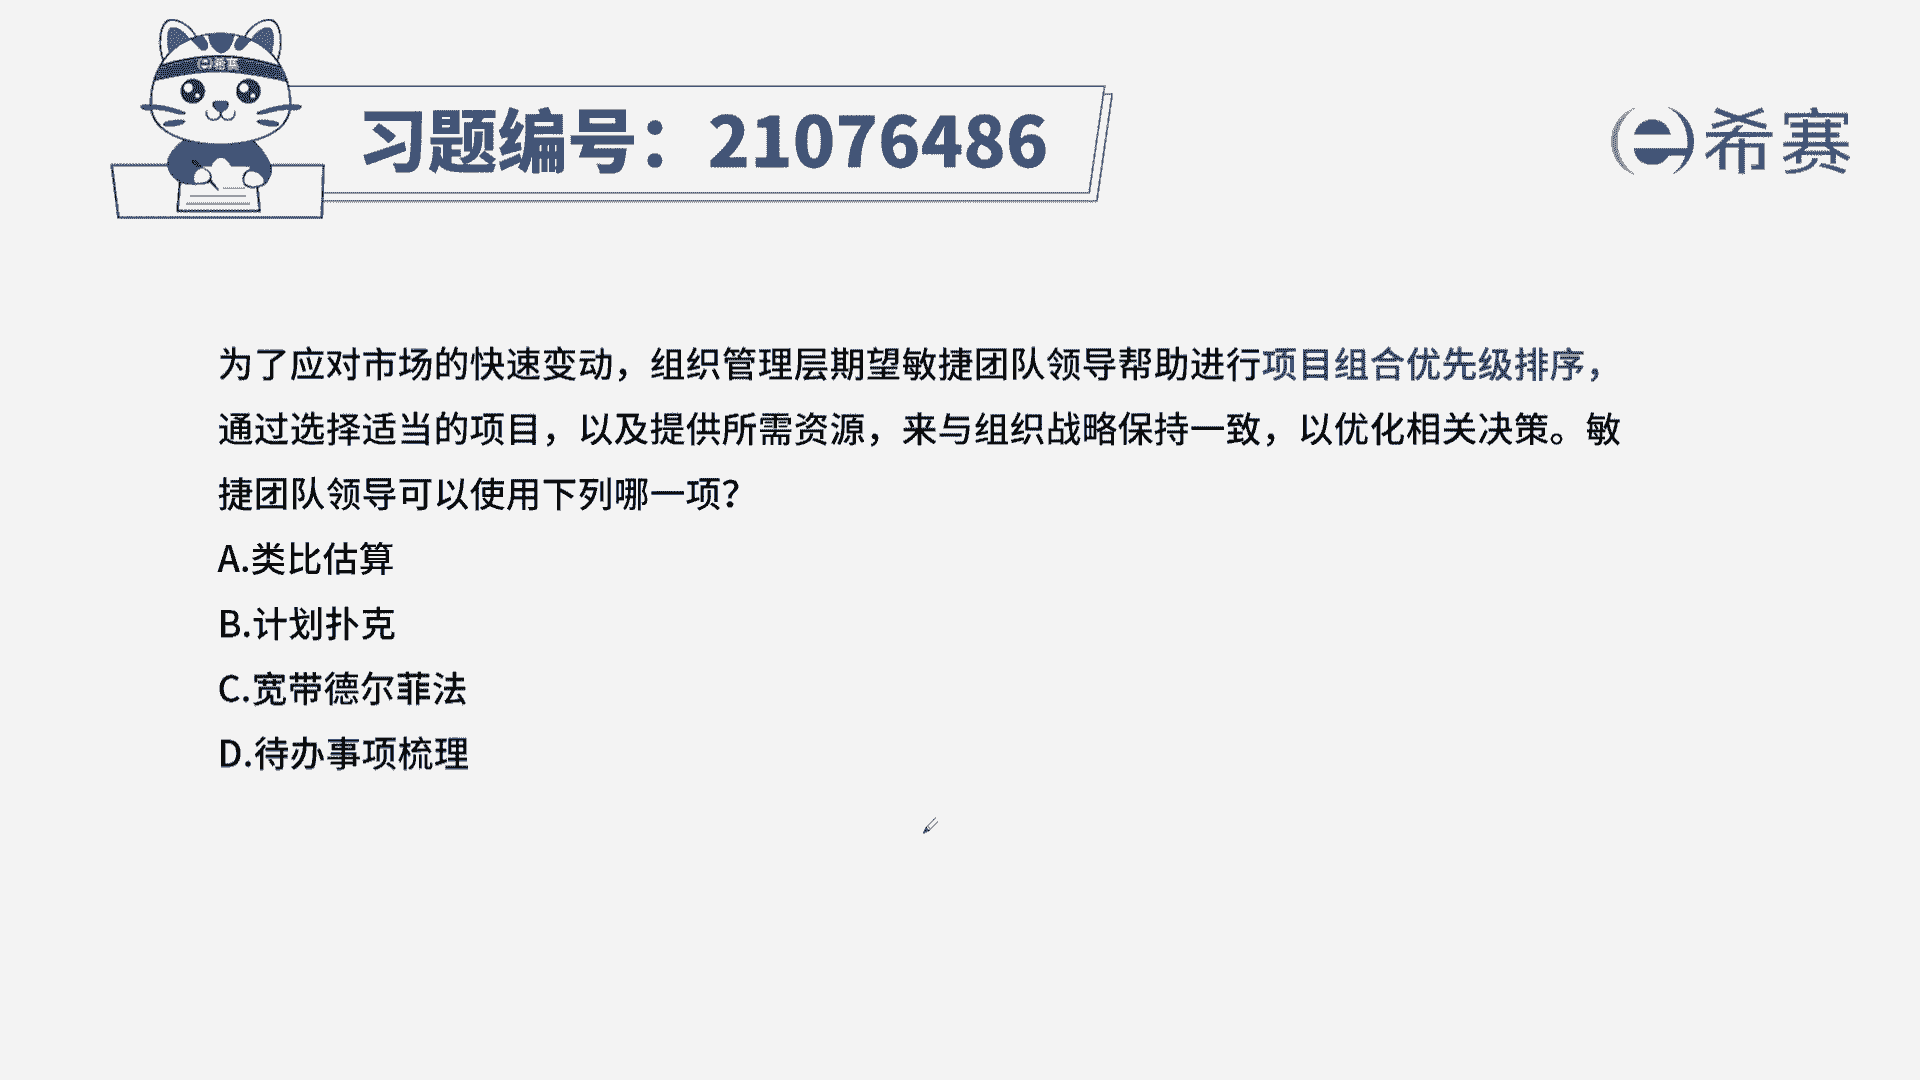 希赛
习题编号：21076486
希赛
为了应对市场的快速变动，组织管理层期望敏捷团队领导帮助进行项目组合优先级排序，
通过选择适当的项目，以及提供所需资源，来与组织战略保持一致，以优化相关决策。敏
捷团队领导可以使用下列哪一项？
A.类比估算
B.计划扑克
C.宽带德尔菲法
D.待办事项梳理